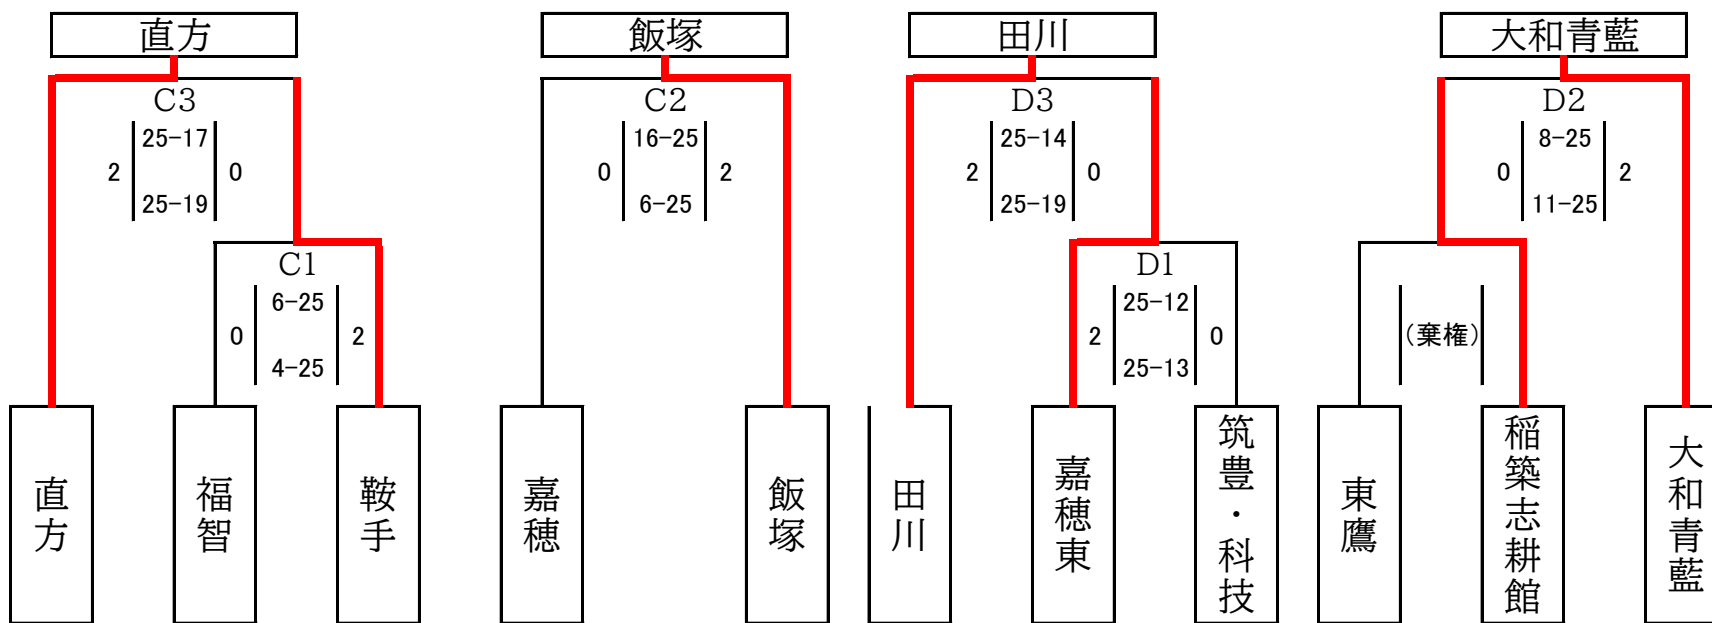 直方
飯塚
田川
大和青藍
C3
25-17
2 0
25-19
C2
16-25
0 2
6-25
D3
25-14
2 0
25-19
D2
8-25
0 2
11-25
C1
6-25
0 2
4-25
D1
25-12
2 0
25-13
(棄権)
直方
福智
鞍手
嘉穂
飯塚
田川
嘉穂東
筑豊・科技
東鷹
稲築志耕館
大和青藍